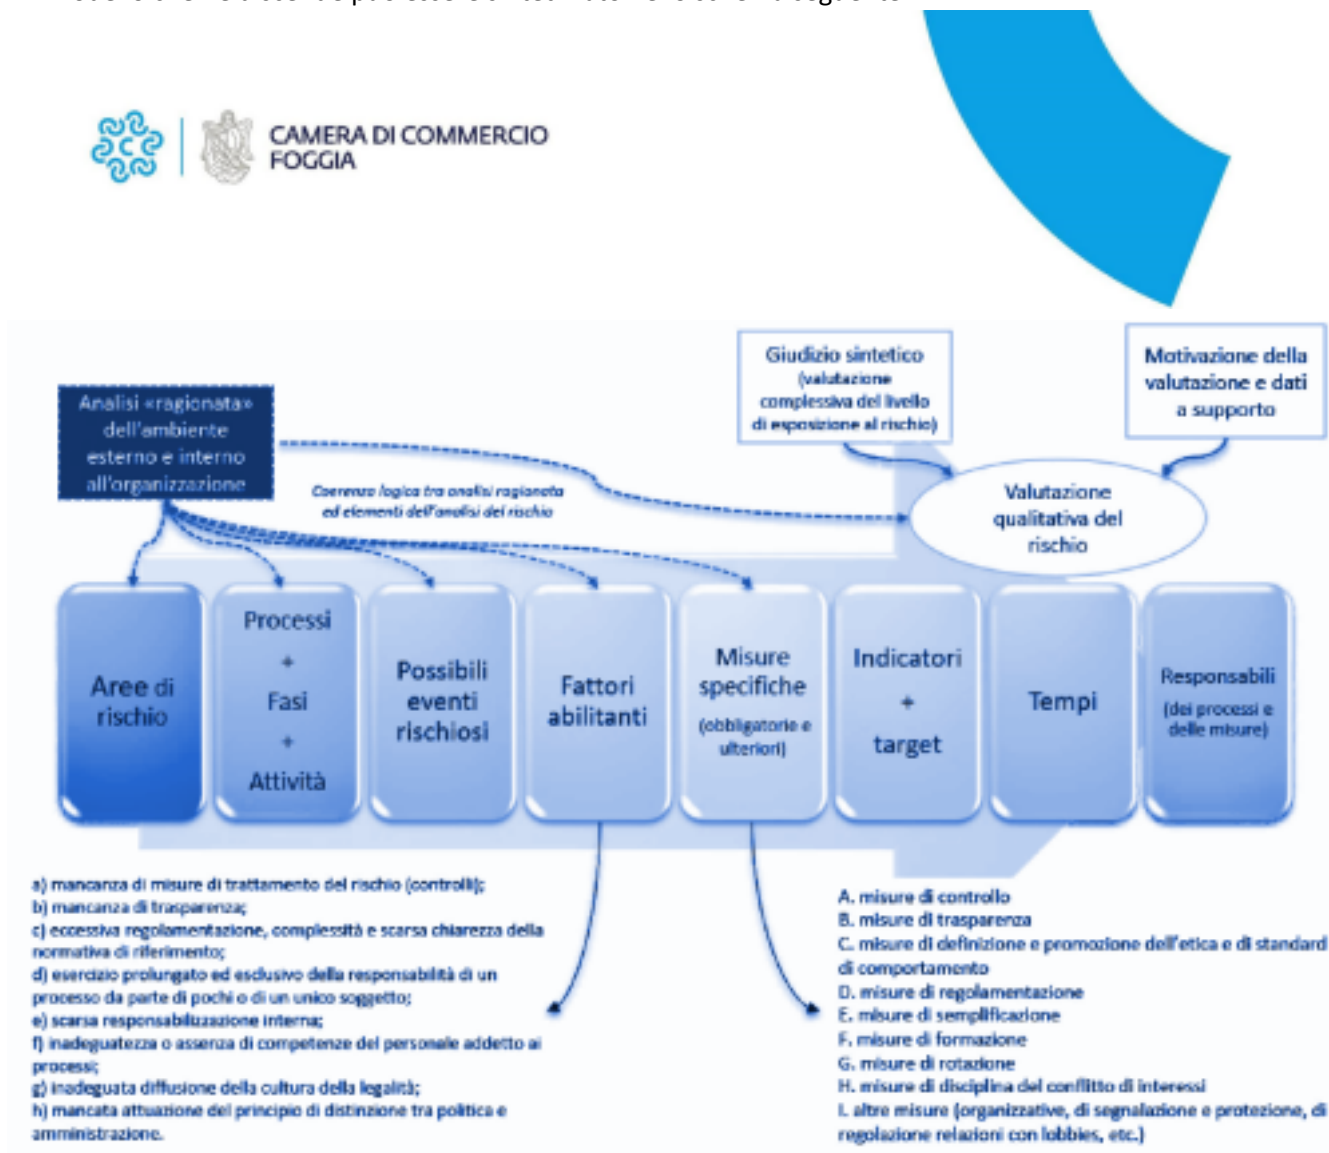 CAMERA DI COMMERCIO
FOGGIA
Giudizio sintetico
(valutazione
complessiva del livello
di esposizione al rischio)
Motivazione della
valutazione e dati
a supporto
Analisi «ragionata»
dell'ambiente
esterno e interno
all'organizzazione
Coerenza logica tra analisi ragionata
ed elementi dell'analisi del rischio
Valutazione
qualitativa del
rischio
Aree di
rischio
Processi
+
Fasi
+
Attività
Possibili
eventi
rischiosi
Fattori
abilitanti
Misure
specifiche
(obbligatorie e
ulteriori)
Indicatori
+
target
Tempi
Responsabili
(dei processi e
delle misure)
a) mancanza di misure di trattamento del rischio (controlli);
b) mancanza di trasparenza;
c) eccessiva regolamentazione, complessità e scarsa chiarezza della
normativa di riferimento;
d) esercizio prolungato ed esclusivo della responsabilità di un
processo da parte di pochi o di un unico soggetto;
e) scarsa responsabilizzazione interna;
f) inadeguatezza o assenza di competenze del personale addetto ai
processi;
g) inadeguata diffusione della cultura della legalità;
h) mancata attuazione del principio di distinzione tra politica e
amministrazione.
A. misure di controllo
B. misure di trasparenza
C. misure di definizione e promozione dell'etica e di standard
di comportamento
D. misure di regolamentazione
E. misure di semplificazione
F. misure di formazione
G. misure di rotazione
H. misure di disciplina del conflitto di interessi
I. altre misure (organizzative, di segnalazione e protezione, di
regolazione relazioni con lobbies, etc.)